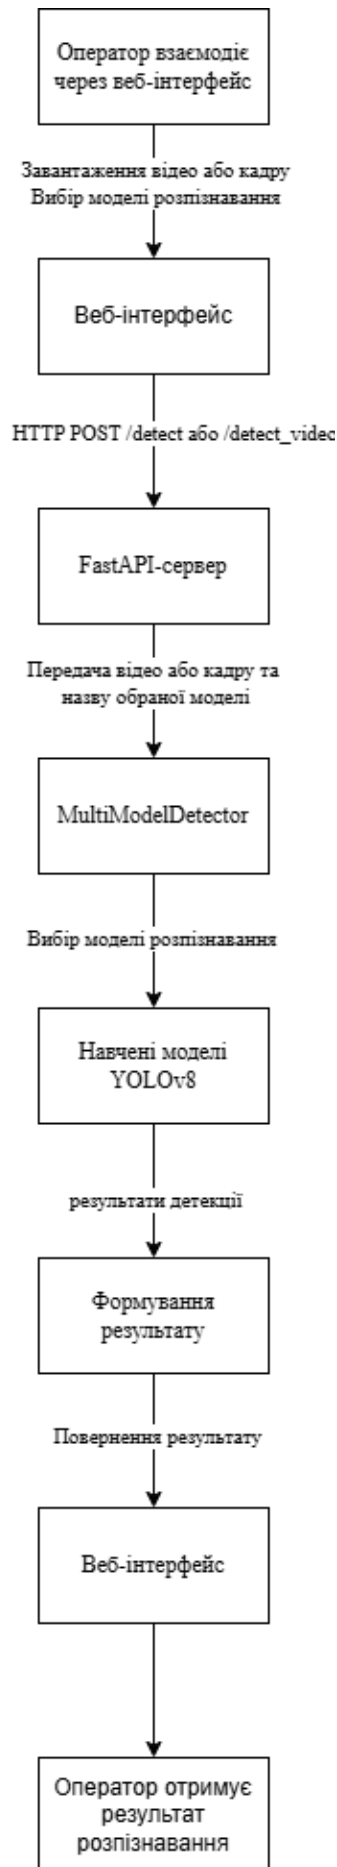 Оператор взаємодіє
через веб-інтерфейс
Завантаження відео або кадру
Вибір моделі розпізнавання
Веб-інтерфейс
HTTP POST /detect або /detect_video
FastAPI-сервер
Передача відео або кадру та
назву обраної моделі
MultiModelDetector
Вибір моделі розпізнавання
Навчені моделі
YOLOv8
результати детекції
Формування
результату
Повернення результату
Веб-інтерфейс
Оператор отримує
результат
розпізнавання